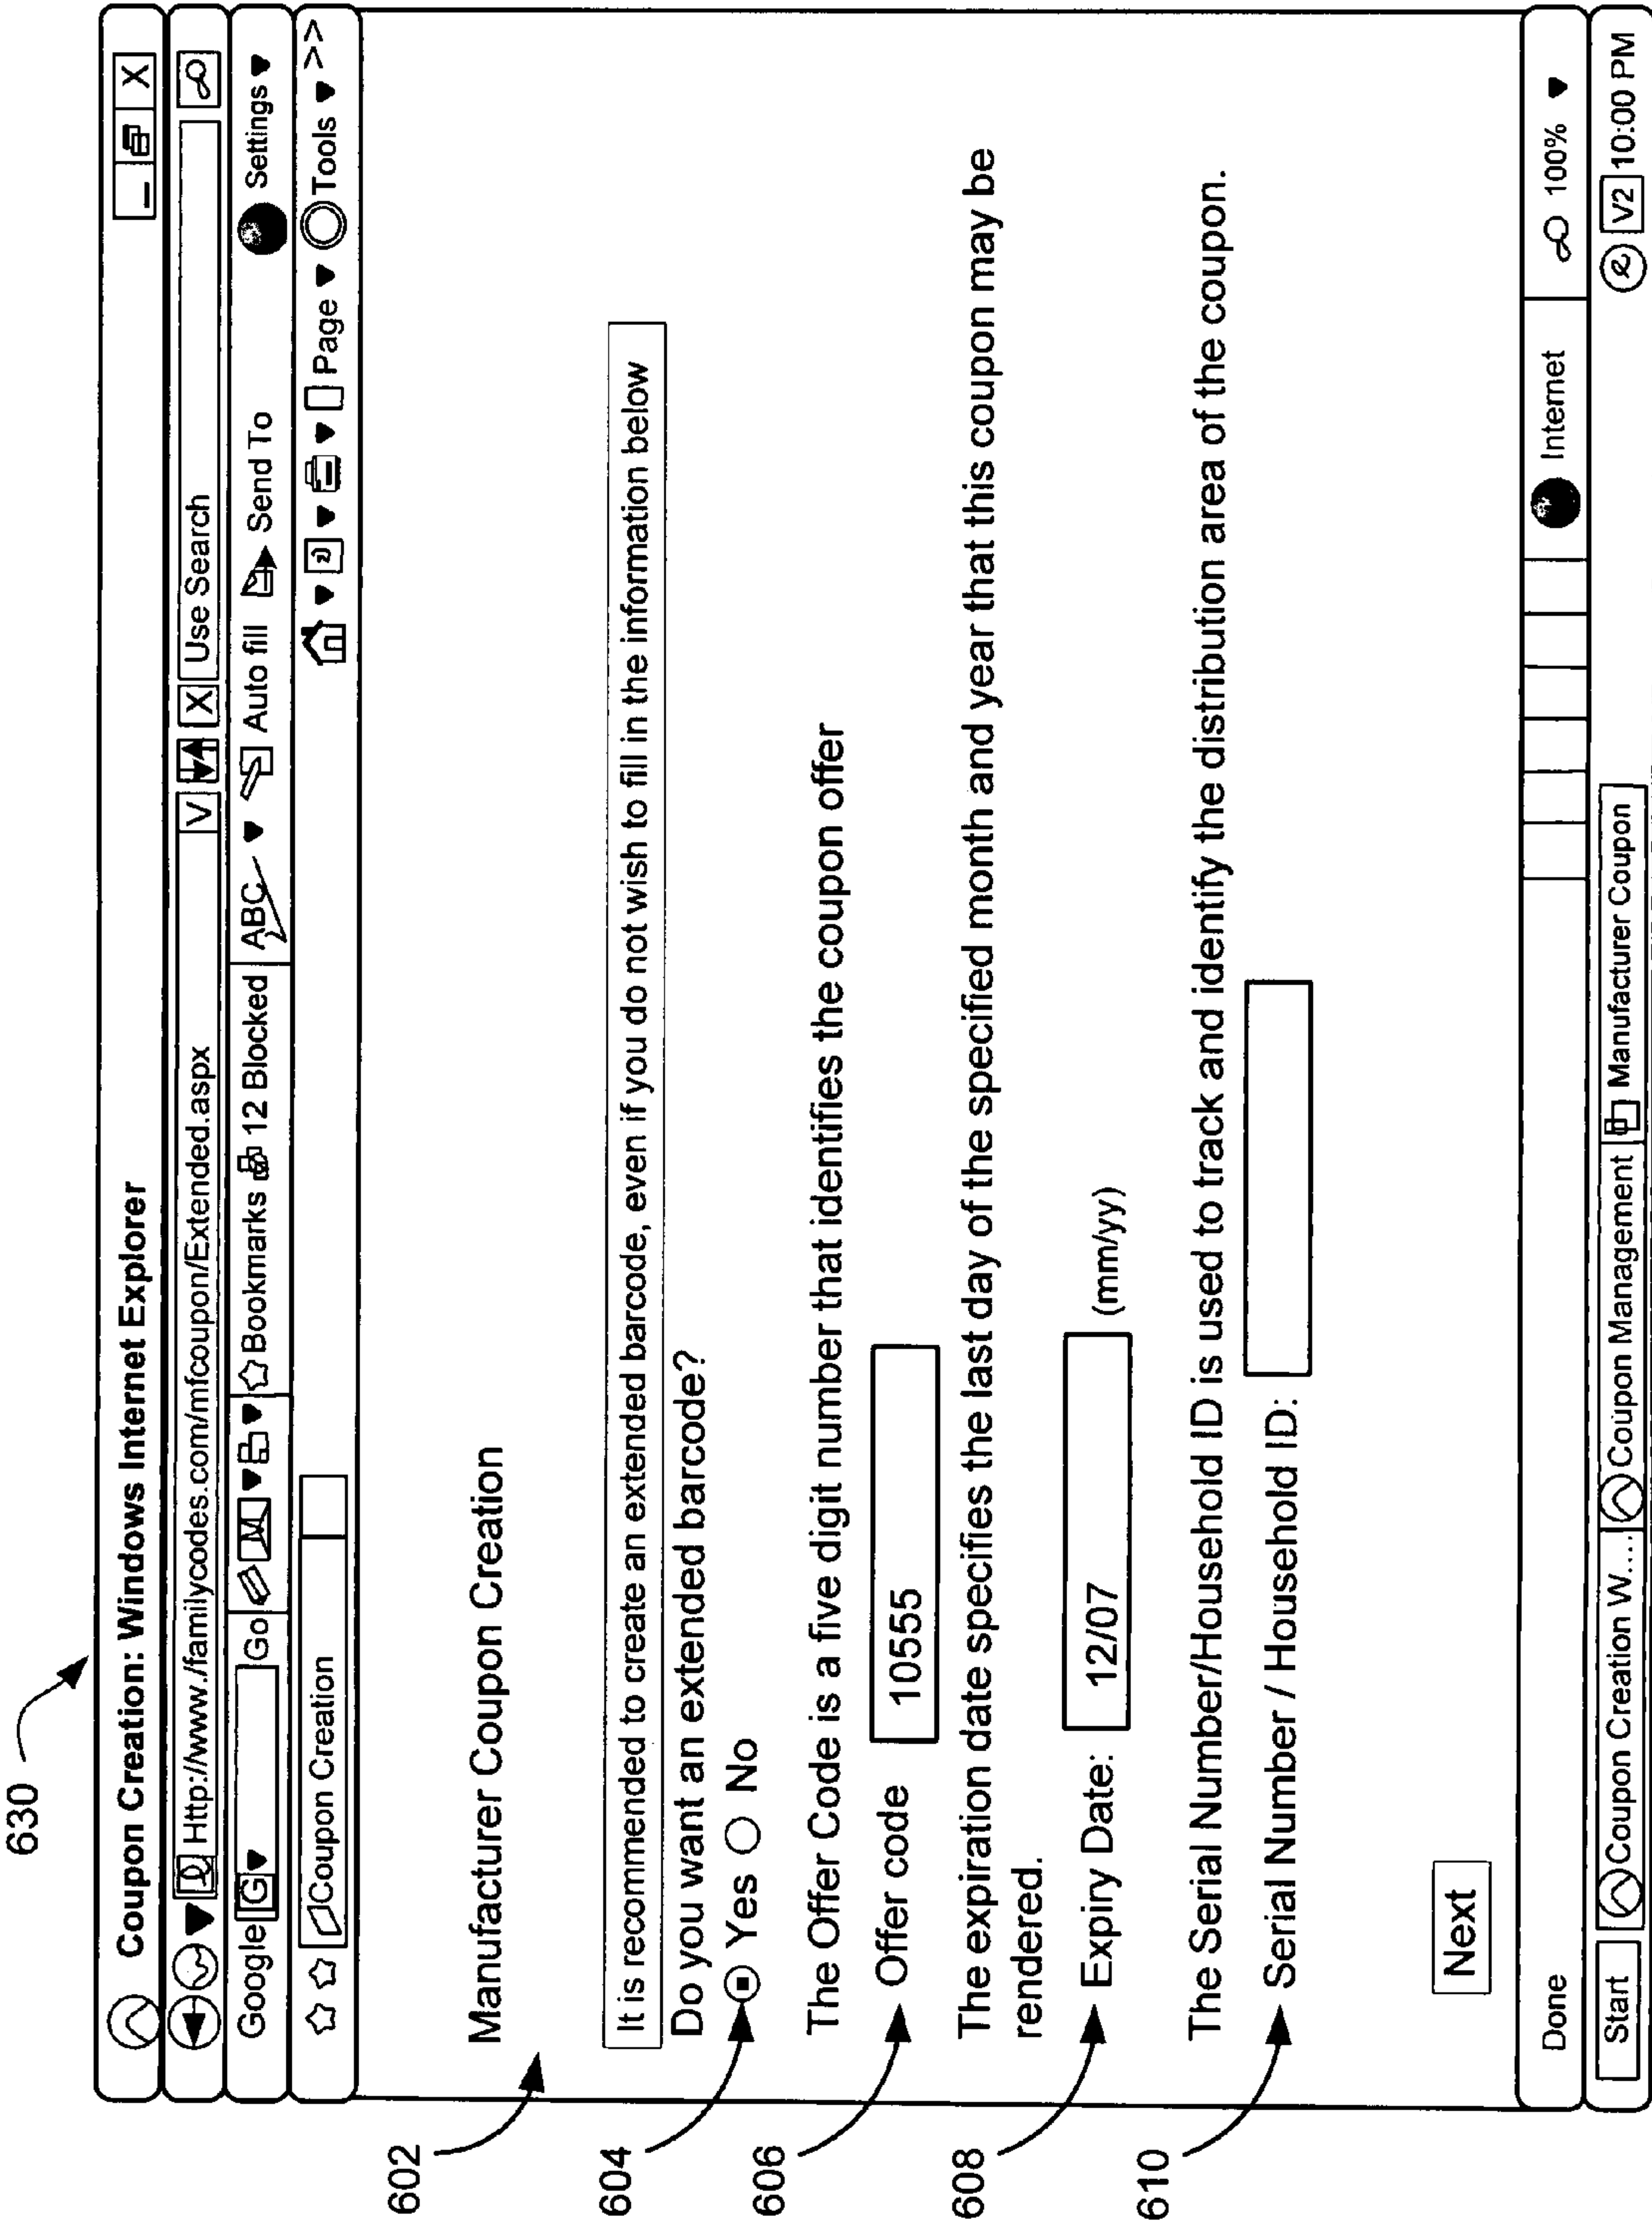 630
Coupon Creation: Windows Internet Explorer _ X
Http://www./familycodes.com/mfcoupon/Extended.aspx V X Use Search
Google G Go M Bookmarks 12 Blocked ABC Auto fill Send To Settings
Coupon Creation Page Tools >>
602
Manufacturer Coupon Creation
It is recommended to create an extended barcode, even if you do not wish to fill in the information below
Do you want an extended barcode?
604
Yes No
The Offer Code is a five digit number that identifies the coupon offer
606
Offer code 10555
The expiration date specifies the last day of the specified month and year that this coupon may be
rendered.
608
Expiry Date: 12/07 (mm/yy)
The Serial Number/Household ID is used to track and identify the distribution area of the coupon.
610
Serial Number / Household ID:
Next
Done Internet 100%
Start Coupon Creation W.... Coupon Management Manufacturer Coupon V2 10:00 PM